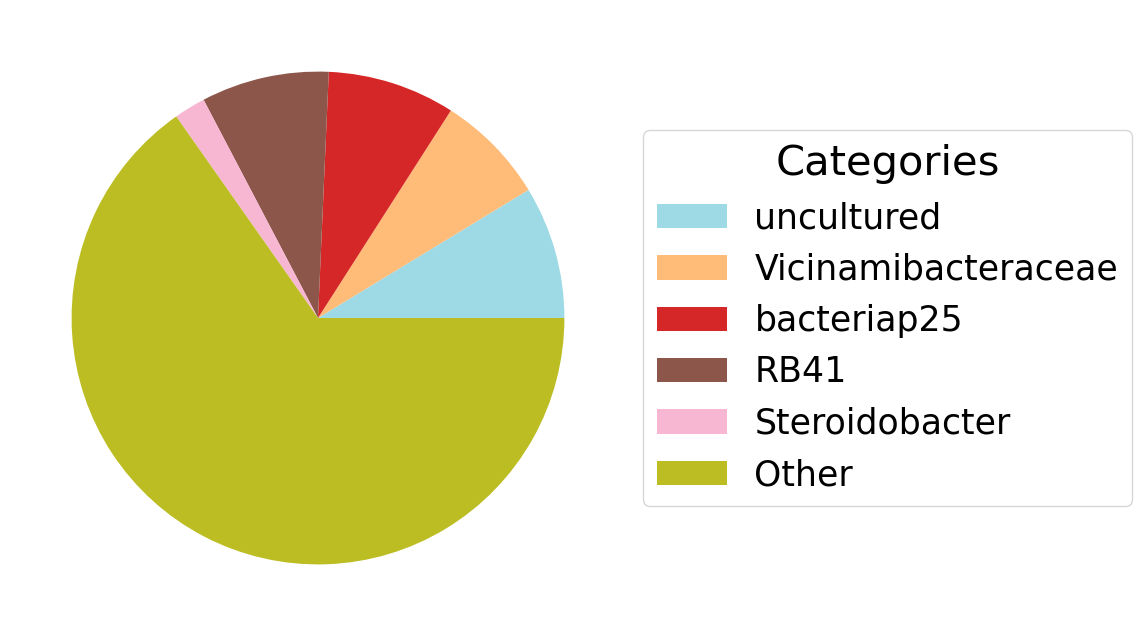 Categories
uncultured
Vicinamibacteraceae
bacteriap25
RB41
Steroidobacter
Other